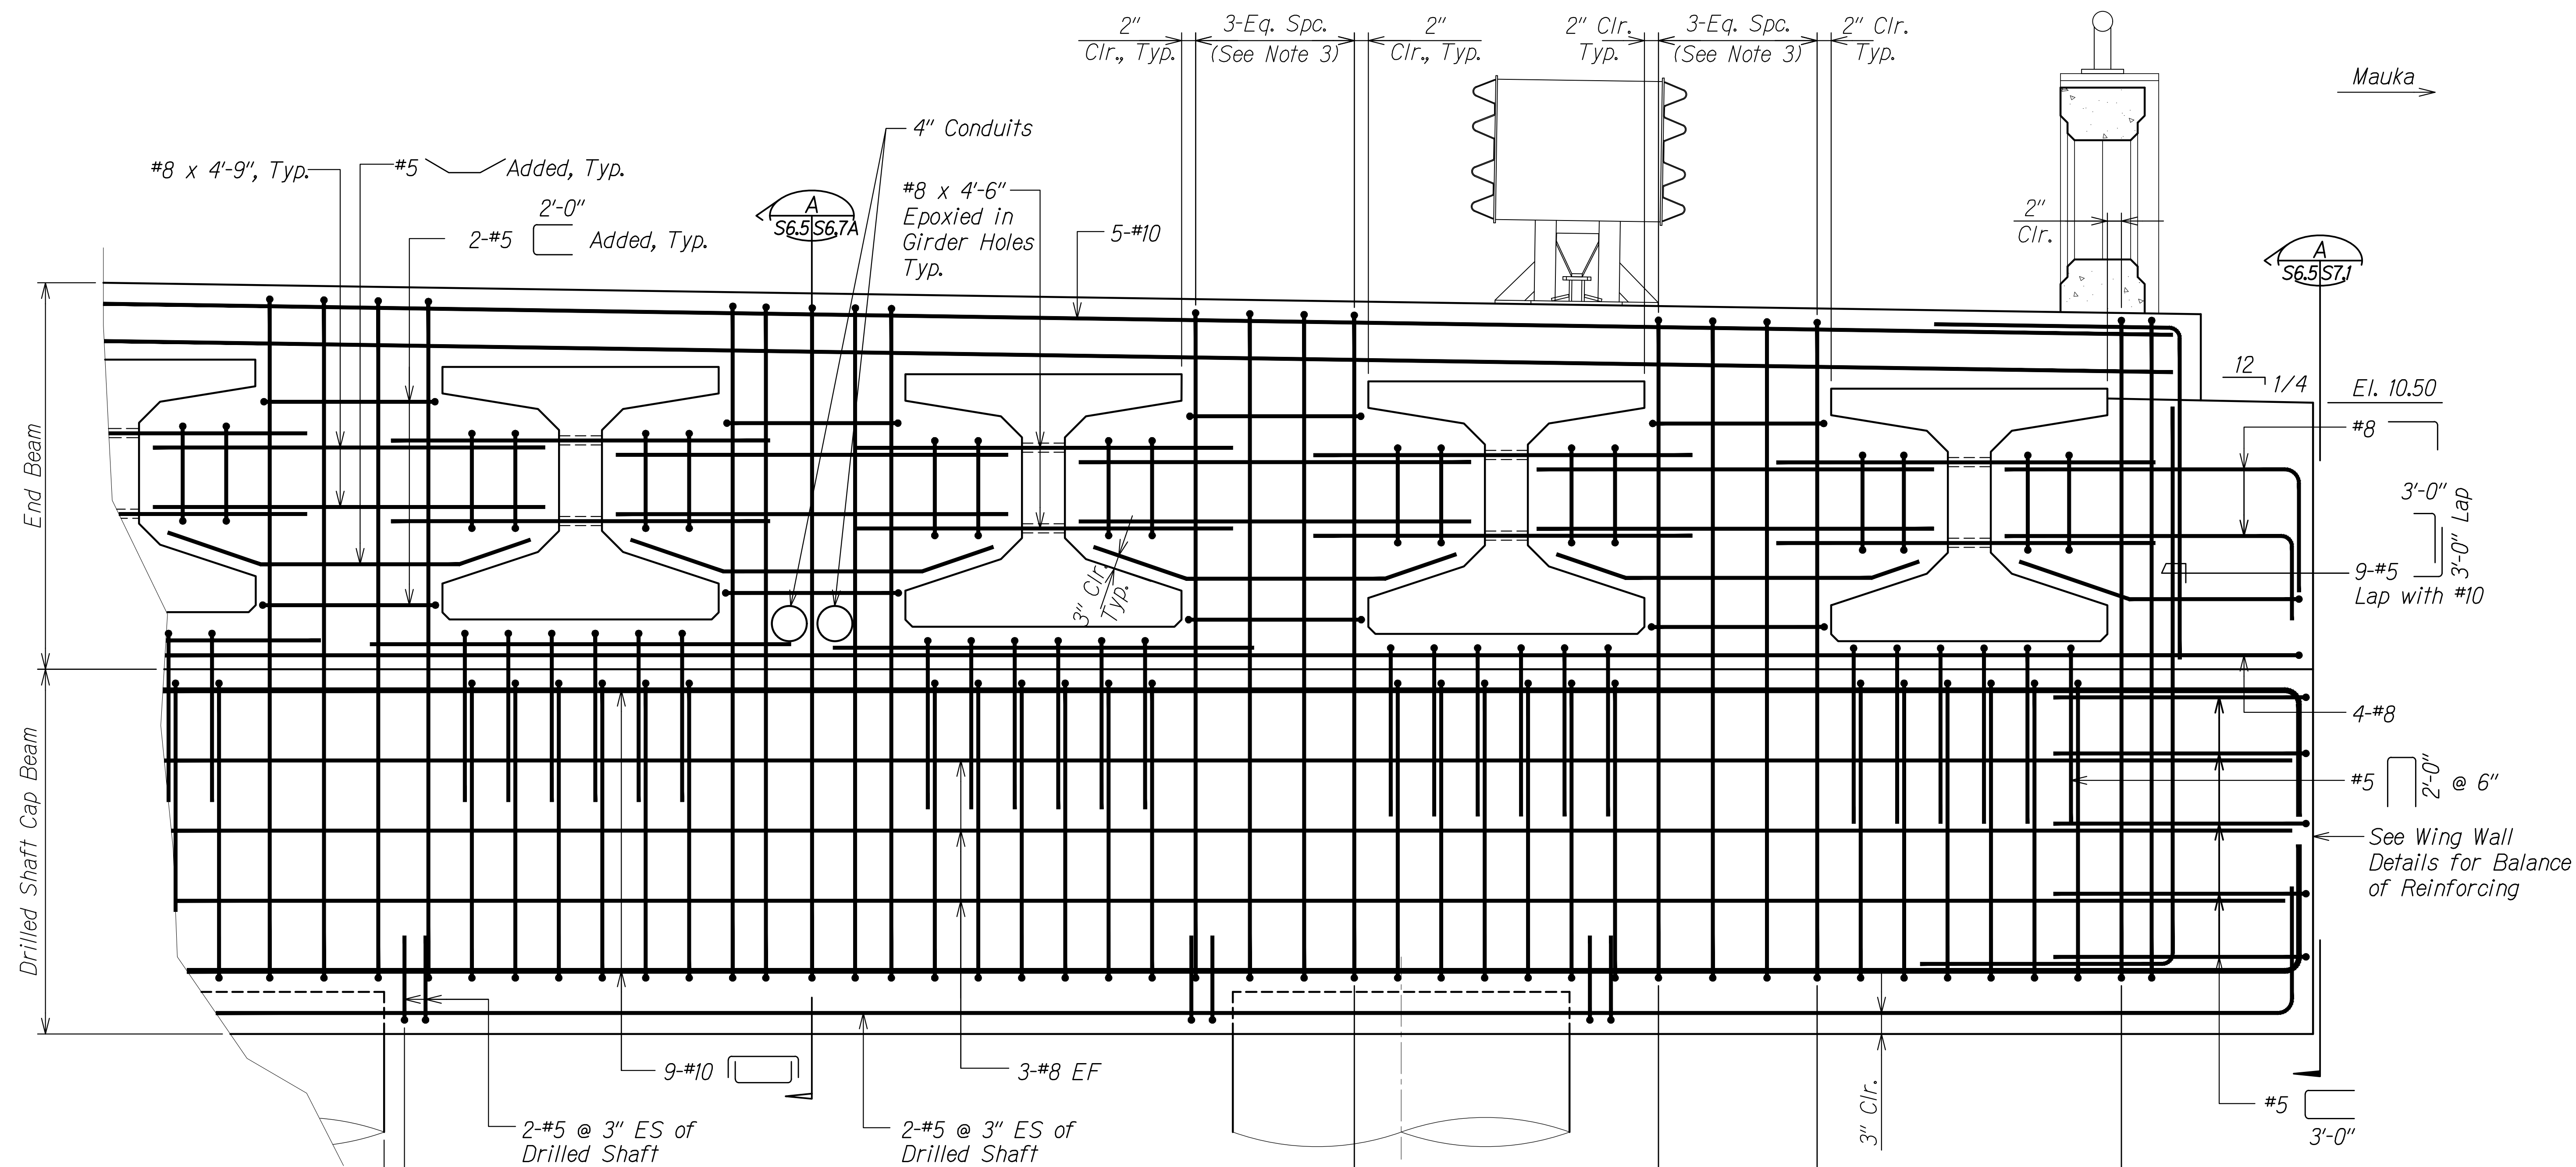 2"
Clr., Typ.
3-Eq. Spc.
(See Note 3)
2"
Clr., Typ.
2" Clr.
Typ.
3-Eq. Spc.
(See Note 3)
2" Clr.
Typ.
Mauka
4" Conduits
#8 x 4'-9", Typ.
#5 Added, Typ.
2'-0"
2-#5 Added, Typ.
A
S6.5 S6.7A
#8 x 4'-6"
Epoxied in
Girder Holes
Typ.
5-#10
2"
Clr.
A
S6.5 S7.1
12
1/4
El. 10.50
#8
3'-0"
3'-0" Lap
9-#5
Lap with #10
End Beam
3" Clr.
Typ.
4-#8
#5 2'-0" @ 6"
See Wing Wall
Details for Balance
of Reinforcing
Drilled Shaft Cap Beam
9-#10
3-#8 EF
2-#5 @ 3" ES of
Drilled Shaft
2-#5 @ 3" ES of
Drilled Shaft
3" Clr.
#5
3'-0"